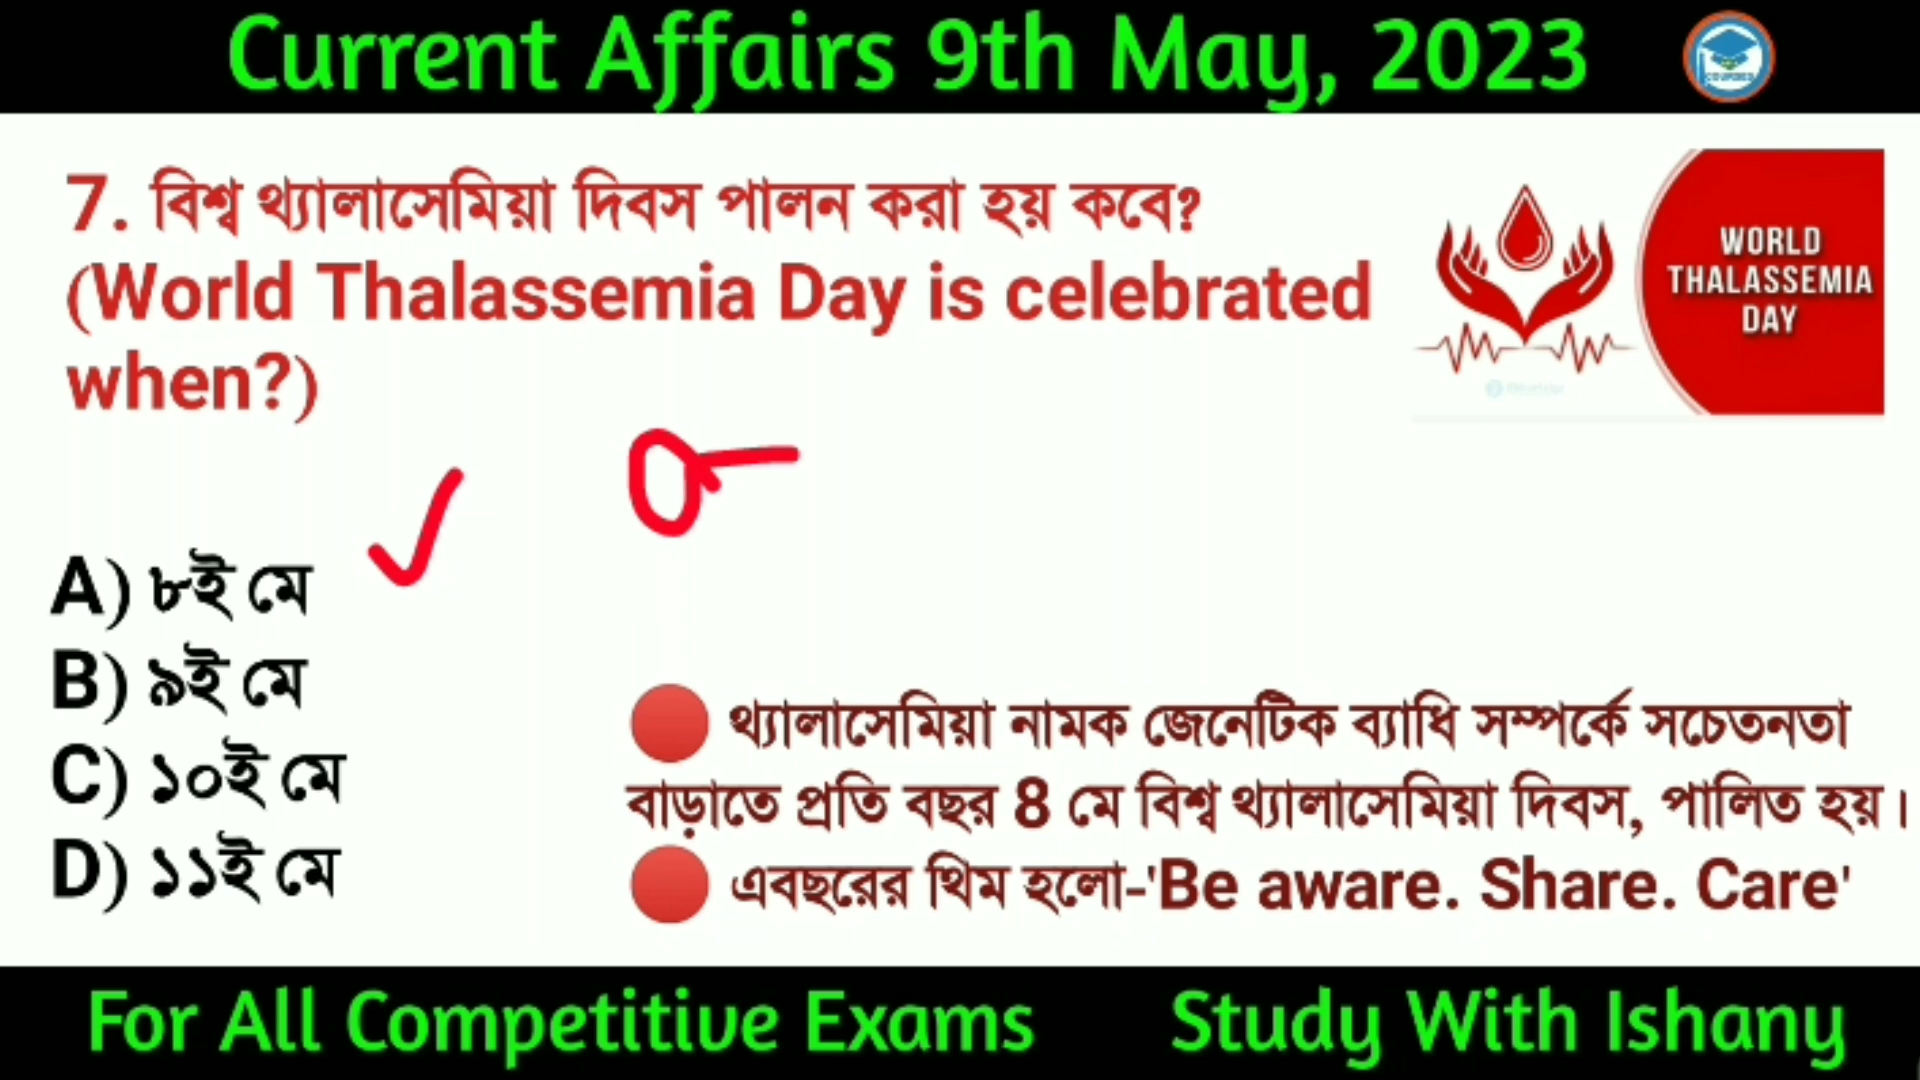 Current Affairs 9th May, 2023
COURSES
7. বিশ্ব থ্যালাসেমিয়া দিবস পালন করা হয় কবে?
(World Thalassemia Day is celebrated
when?)
WORLD
THALASSEMIA
DAY
A) ৮ই মে
B) ৯ই মে
C) ১০ই মে
D) ১১ই মে
🔴 থ্যালাসেমিয়া নামক জেনেটিক ব্যাধি সম্পর্কে সচেতনতা
বাড়াতে প্রতি বছর 8 মে বিশ্ব থ্যালাসেমিয়া দিবস, পালিত হয়।
🔴 এবছরের থিম হলো-'Be aware. Share. Care'
For All Competitive Exams
Study With Ishany